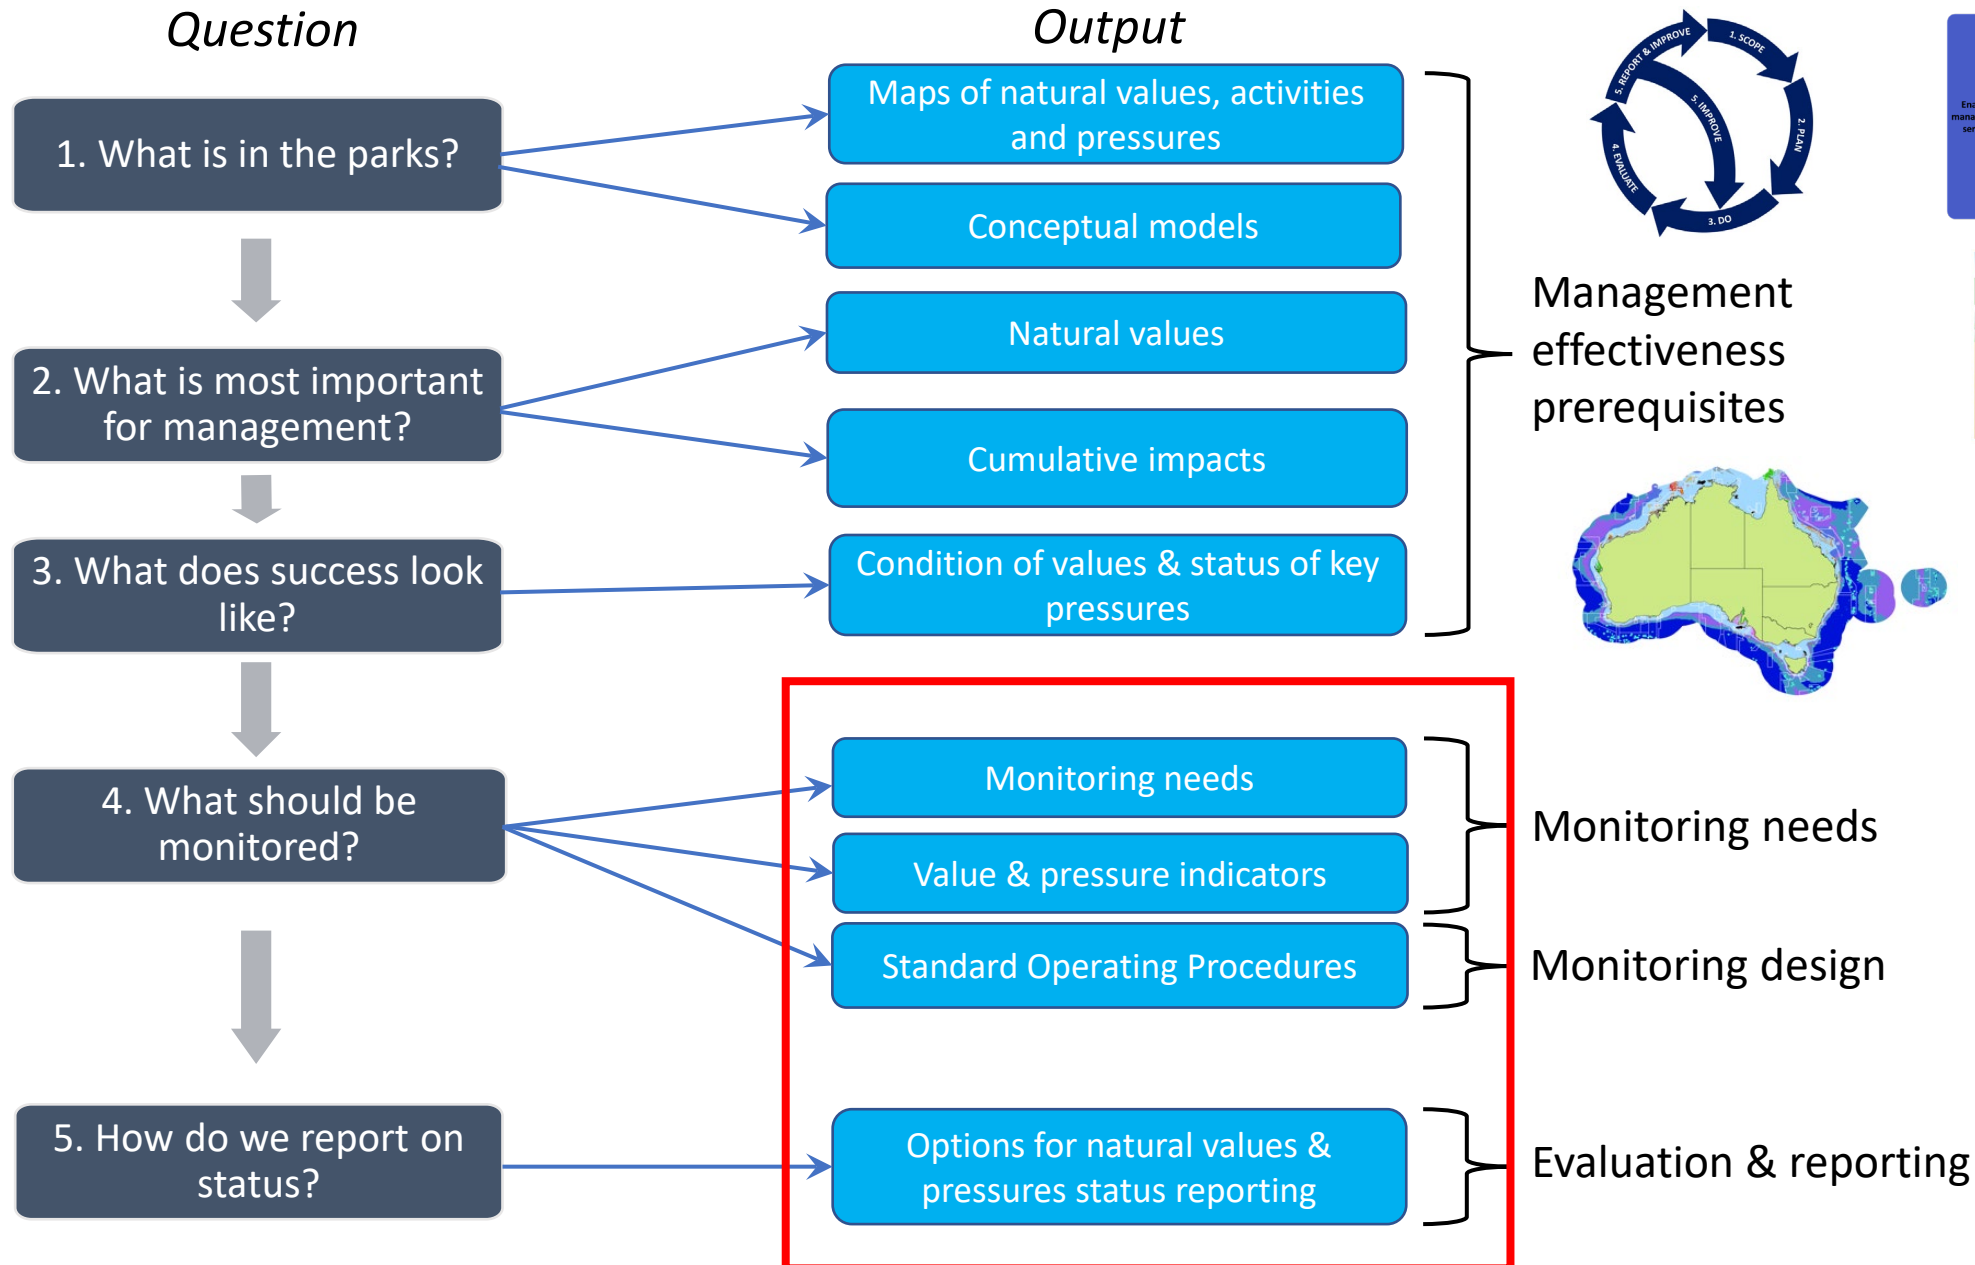 Question
Output
1. What is in the parks?
Maps of natural values, activities
and pressures
Conceptual models
2. What is most important
for management?
Natural values
Cumulative impacts
3. What does success look
like?
Condition of values & status of key
pressures
Management
effectiveness
prerequisites
4. What should be
monitored?
Monitoring needs
Value & pressure indicators
Standard Operating Procedures
Monitoring needs
Monitoring design
5. How do we report on
status?
Options for natural values &
pressures status reporting
Evaluation & reporting
1. SCOPE
2. PLAN
3. DO
4. EVALUATE
5. REPORT & IMPROVE
5. IMPROVE